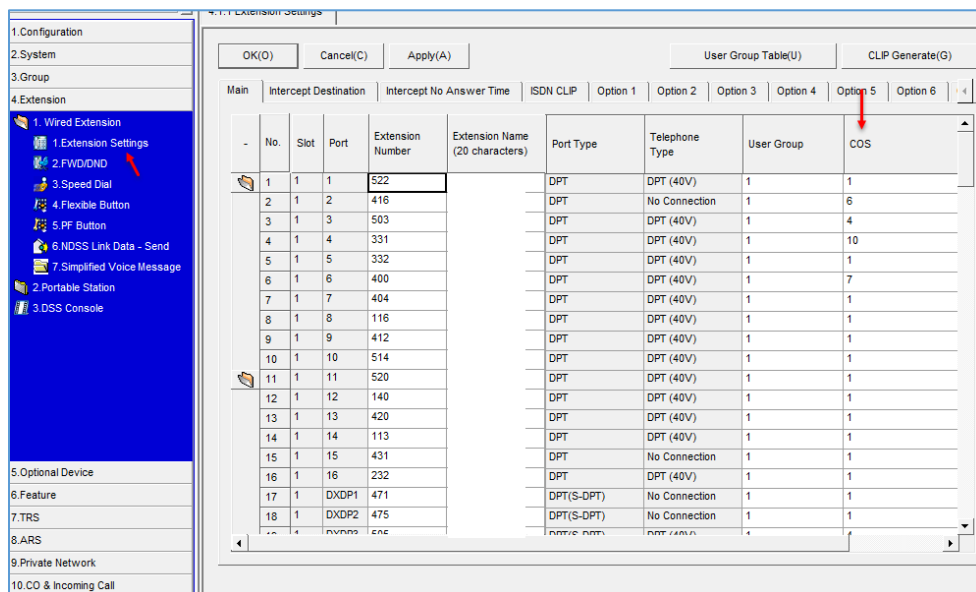 4.1.1 Extension Settings
1.Configuration
2.System
3.Group
4.Extension
1. Wired Extension
1.Extension Settings
2.FWD/DND
3.Speed Dial
4.Flexible Button
5.PF Button
6.NDSS Link Data - Send
7.Simplified Voice Message
2.Portable Station
3.DSS Console
5.Optional Device
6.Feature
7.TRS
8.ARS
9.Private Network
10.CO & Incoming Call
OK(O) Cancel(C) Apply(A) User Group Table(U) CLIP Generate(G)
Main Intercept Destination Intercept No Answer Time ISDN CLIP Option 1 Option 2 Option 3 Option 4 Option 5 Option 6
- No. Slot Port Extension Number Extension Name (20 characters) Port Type Telephone Type User Group COS
1 1 1 522 DPT DPT (40V) 1 1
2 1 2 416 DPT No Connection 1 6
3 1 3 503 DPT DPT (40V) 1 4
4 1 4 331 DPT DPT (40V) 1 10
5 1 5 332 DPT DPT (40V) 1 1
6 1 6 400 DPT DPT (40V) 1 7
7 1 7 404 DPT DPT (40V) 1 1
8 1 8 116 DPT DPT (40V) 1 1
9 1 9 412 DPT DPT (40V) 1 1
10 1 10 514 DPT DPT (40V) 1 1
11 1 11 520 DPT DPT (40V) 1 1
12 1 12 140 DPT DPT (40V) 1 1
13 1 13 420 DPT DPT (40V) 1 1
14 1 14 113 DPT DPT (40V) 1 1
15 1 15 431 DPT No Connection 1 1
16 1 16 232 DPT DPT (40V) 1 1
17 1 DXDP1 471 DPT(S-DPT) No Connection 1 1
18 1 DXDP2 475 DPT(S-DPT) No Connection 1 1